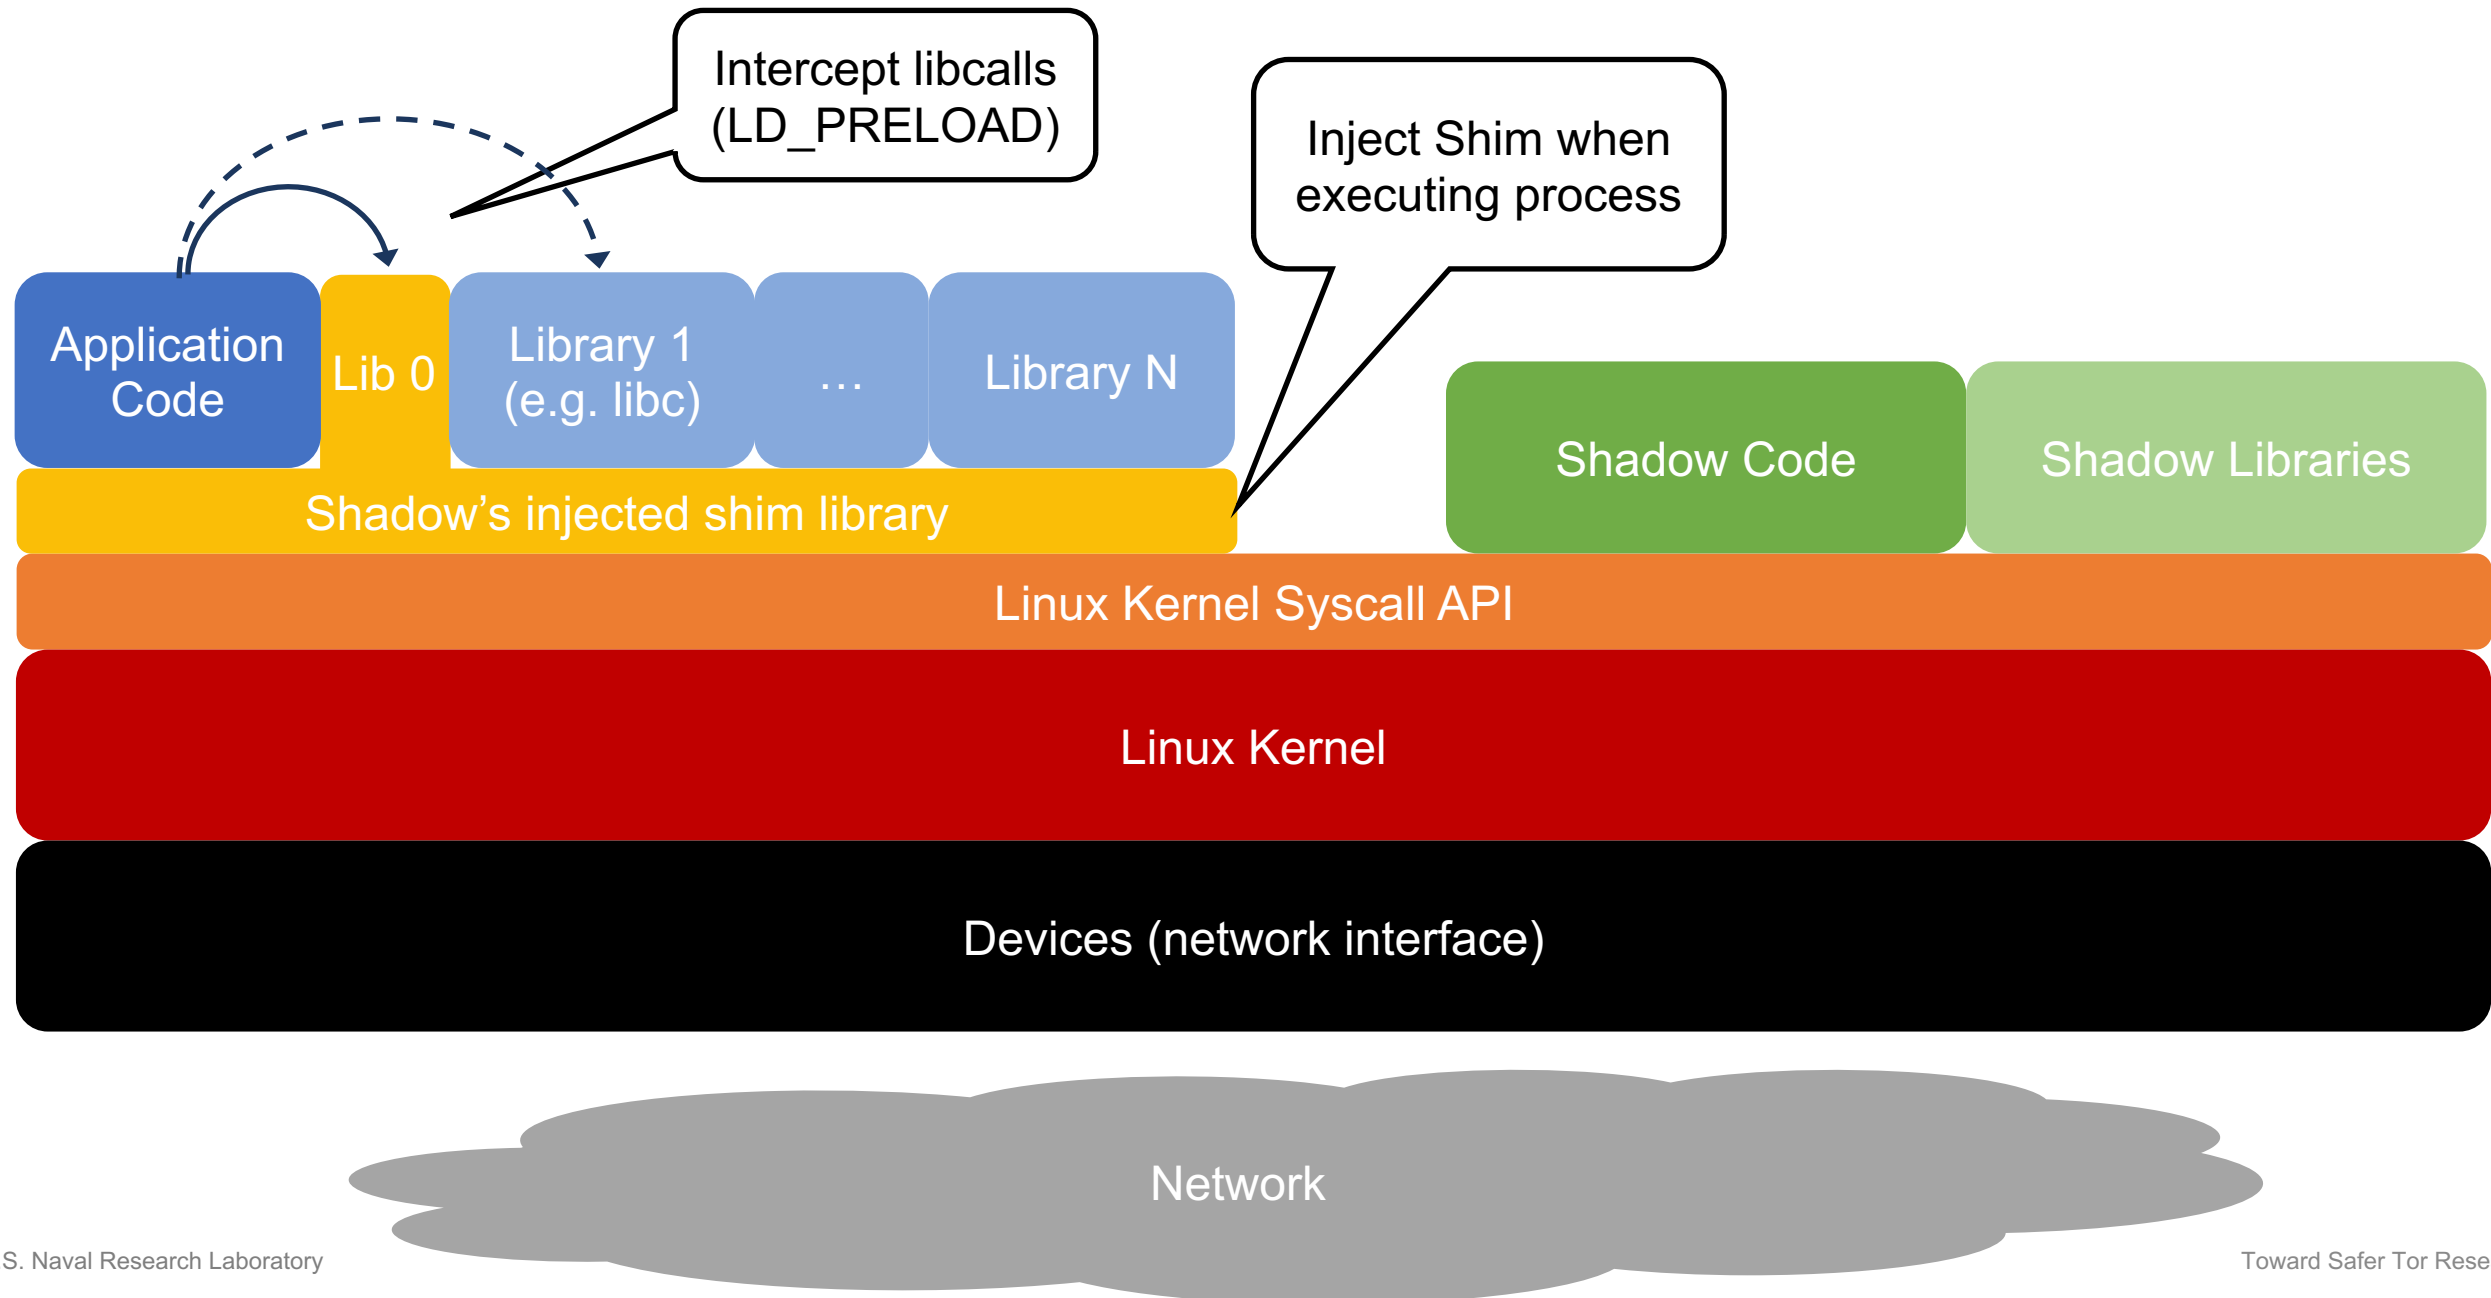 Intercept libcalls
(LD_PRELOAD)
Inject Shim when
executing process
Application
Code
Lib 0
Library 1
(e.g. libc)
…
Library N
Shadow Code
Shadow Libraries
Shadow’s injected shim library
Linux Kernel Syscall API
Linux Kernel
Devices (network interface)
Network
.S. Naval Research Laboratory
Toward Safer Tor Rese